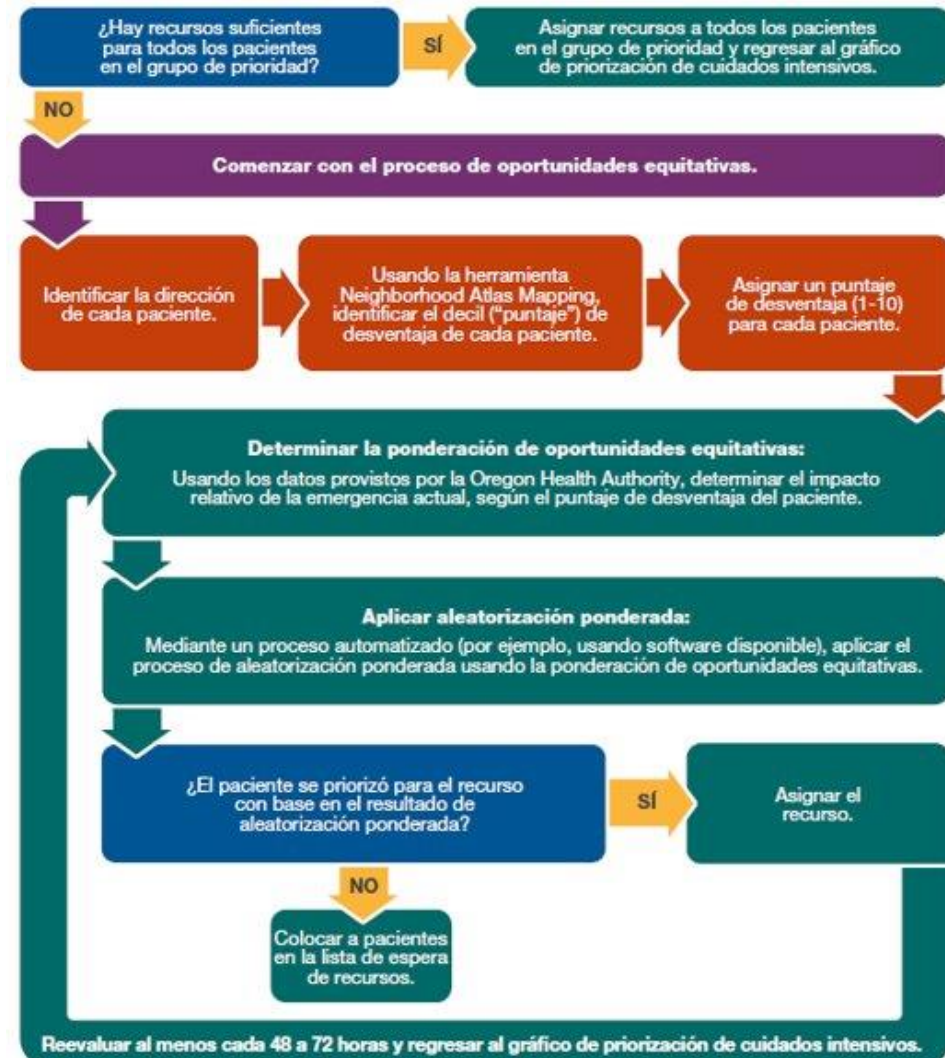 ¿Hay recursos suficientes
para todos los pacientes
en el grupo de prioridad?
SÍ
Asignar recursos a todos los pacientes
en el grupo de prioridad y regresar al gráfico
de priorización de cuidados intensivos.
NO
Comenzar con el proceso de oportunidades equitativas.
Identificar la dirección
de cada paciente.
Usando la herramienta
Neighborhood Atlas Mapping,
identificar el decil (“puntaje”) de
desventaja de cada paciente.
Asignar un puntaje
de desventaja (1-10)
para cada paciente.
Determinar la ponderación de oportunidades equitativas:
Usando los datos provistos por la Oregon Health Authority, determinar el impacto
relativo de la emergencia actual, según el puntaje de desventaja del paciente.
Aplicar aleatorización ponderada:
Mediante un proceso automatizado (por ejemplo, usando software disponible), aplicar el
proceso de aleatorización ponderada usando la ponderación de oportunidades equitativas.
¿El paciente se priorizó para el recurso
con base en el resultado de
aleatorización ponderada?
SÍ
Asignar el
recurso.
NO
Colocar a pacientes
en la lista de espera
de recursos.
Reevaluar al menos cada 48 a 72 horas y regresar al gráfico de priorización de cuidados intensivos.